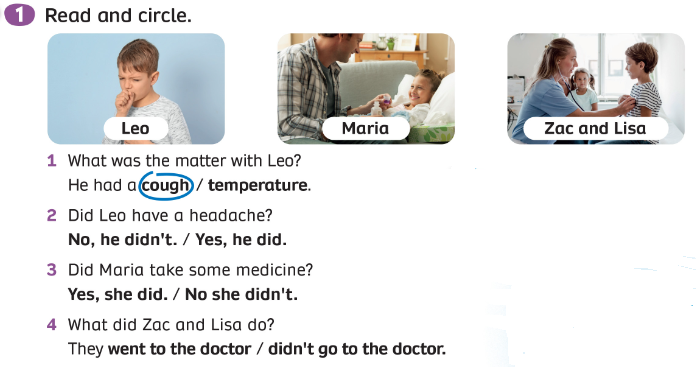 1 Read and circle.
Leo
Maria
Zac and Lisa
1 What was the matter with Leo?
He had a cough / temperature.
2 Did Leo have a headache?
No, he didn't. / Yes, he did.
3 Did Maria take some medicine?
Yes, she did. / No she didn't.
4 What did Zac and Lisa do?
They went to the doctor / didn't go to the doctor.